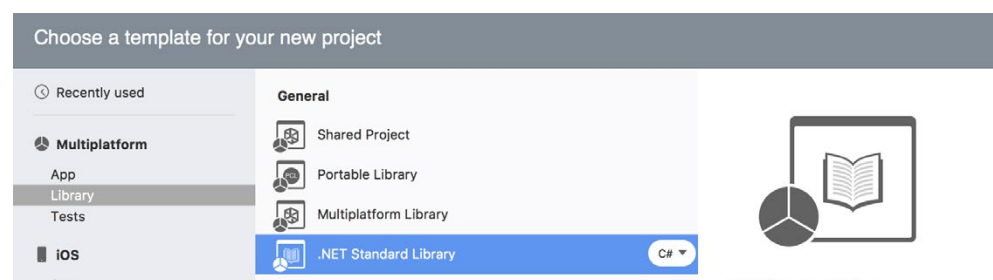 Choose a template for your new project
Recently used
Multiplatform
App
Library
Tests
iOS
General
Shared Project
PCL
Portable Library
Multiplatform Library
.NET Standard Library
C#